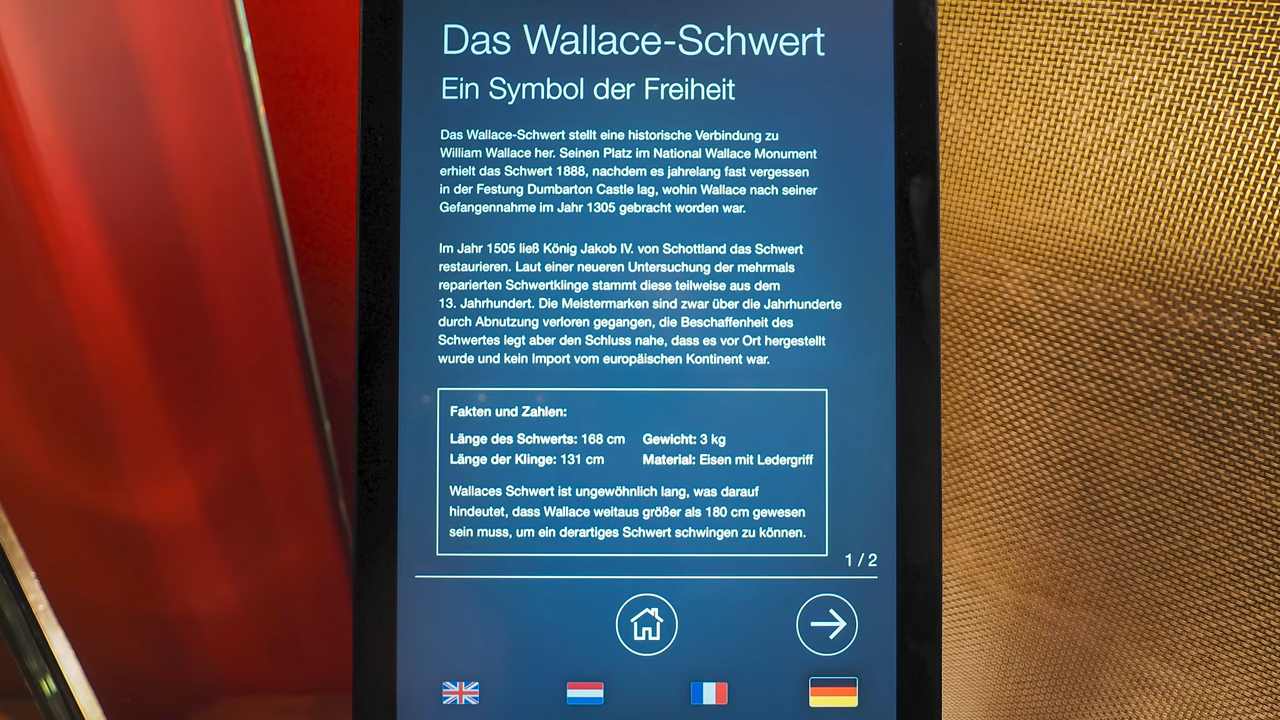 Das Wallace-Schwert
Ein Symbol der Freiheit
Das Wallace-Schwert stellt eine historische Verbindung zu
William Wallace her. Seinen Platz im National Wallace Monument
erhielt das Schwert 1888, nachdem es jahrelang fast vergessen
in der Festung Dumbarton Castle lag, wohin Wallace nach seiner
Gefangennahme im Jahr 1305 gebracht worden war.
Im Jahr 1505 ließ König Jakob IV. von Schottland das Schwert
restaurieren. Laut einer neueren Untersuchung der mehrmals
reparierten Schwertklinge stammt diese teilweise aus dem
13. Jahrhundert. Die Meistermarken sind zwar über die Jahrhunderte
durch Abnutzung verloren gegangen, die Beschaffenheit des
Schwertes legt aber den Schluss nahe, dass es vor Ort hergestellt
wurde und kein Import vom europäischen Kontinent war.
Fakten und Zahlen:
Länge des Schwerts: 168 cm Gewicht: 3 kg
Länge der Klinge: 131 cm Material: Eisen mit Ledergriff
Wallaces Schwert ist ungewöhnlich lang, was darauf
hindeutet, dass Wallace weitaus größer als 180 cm gewesen
sein muss, um ein derartiges Schwert schwingen zu können.
1 / 2